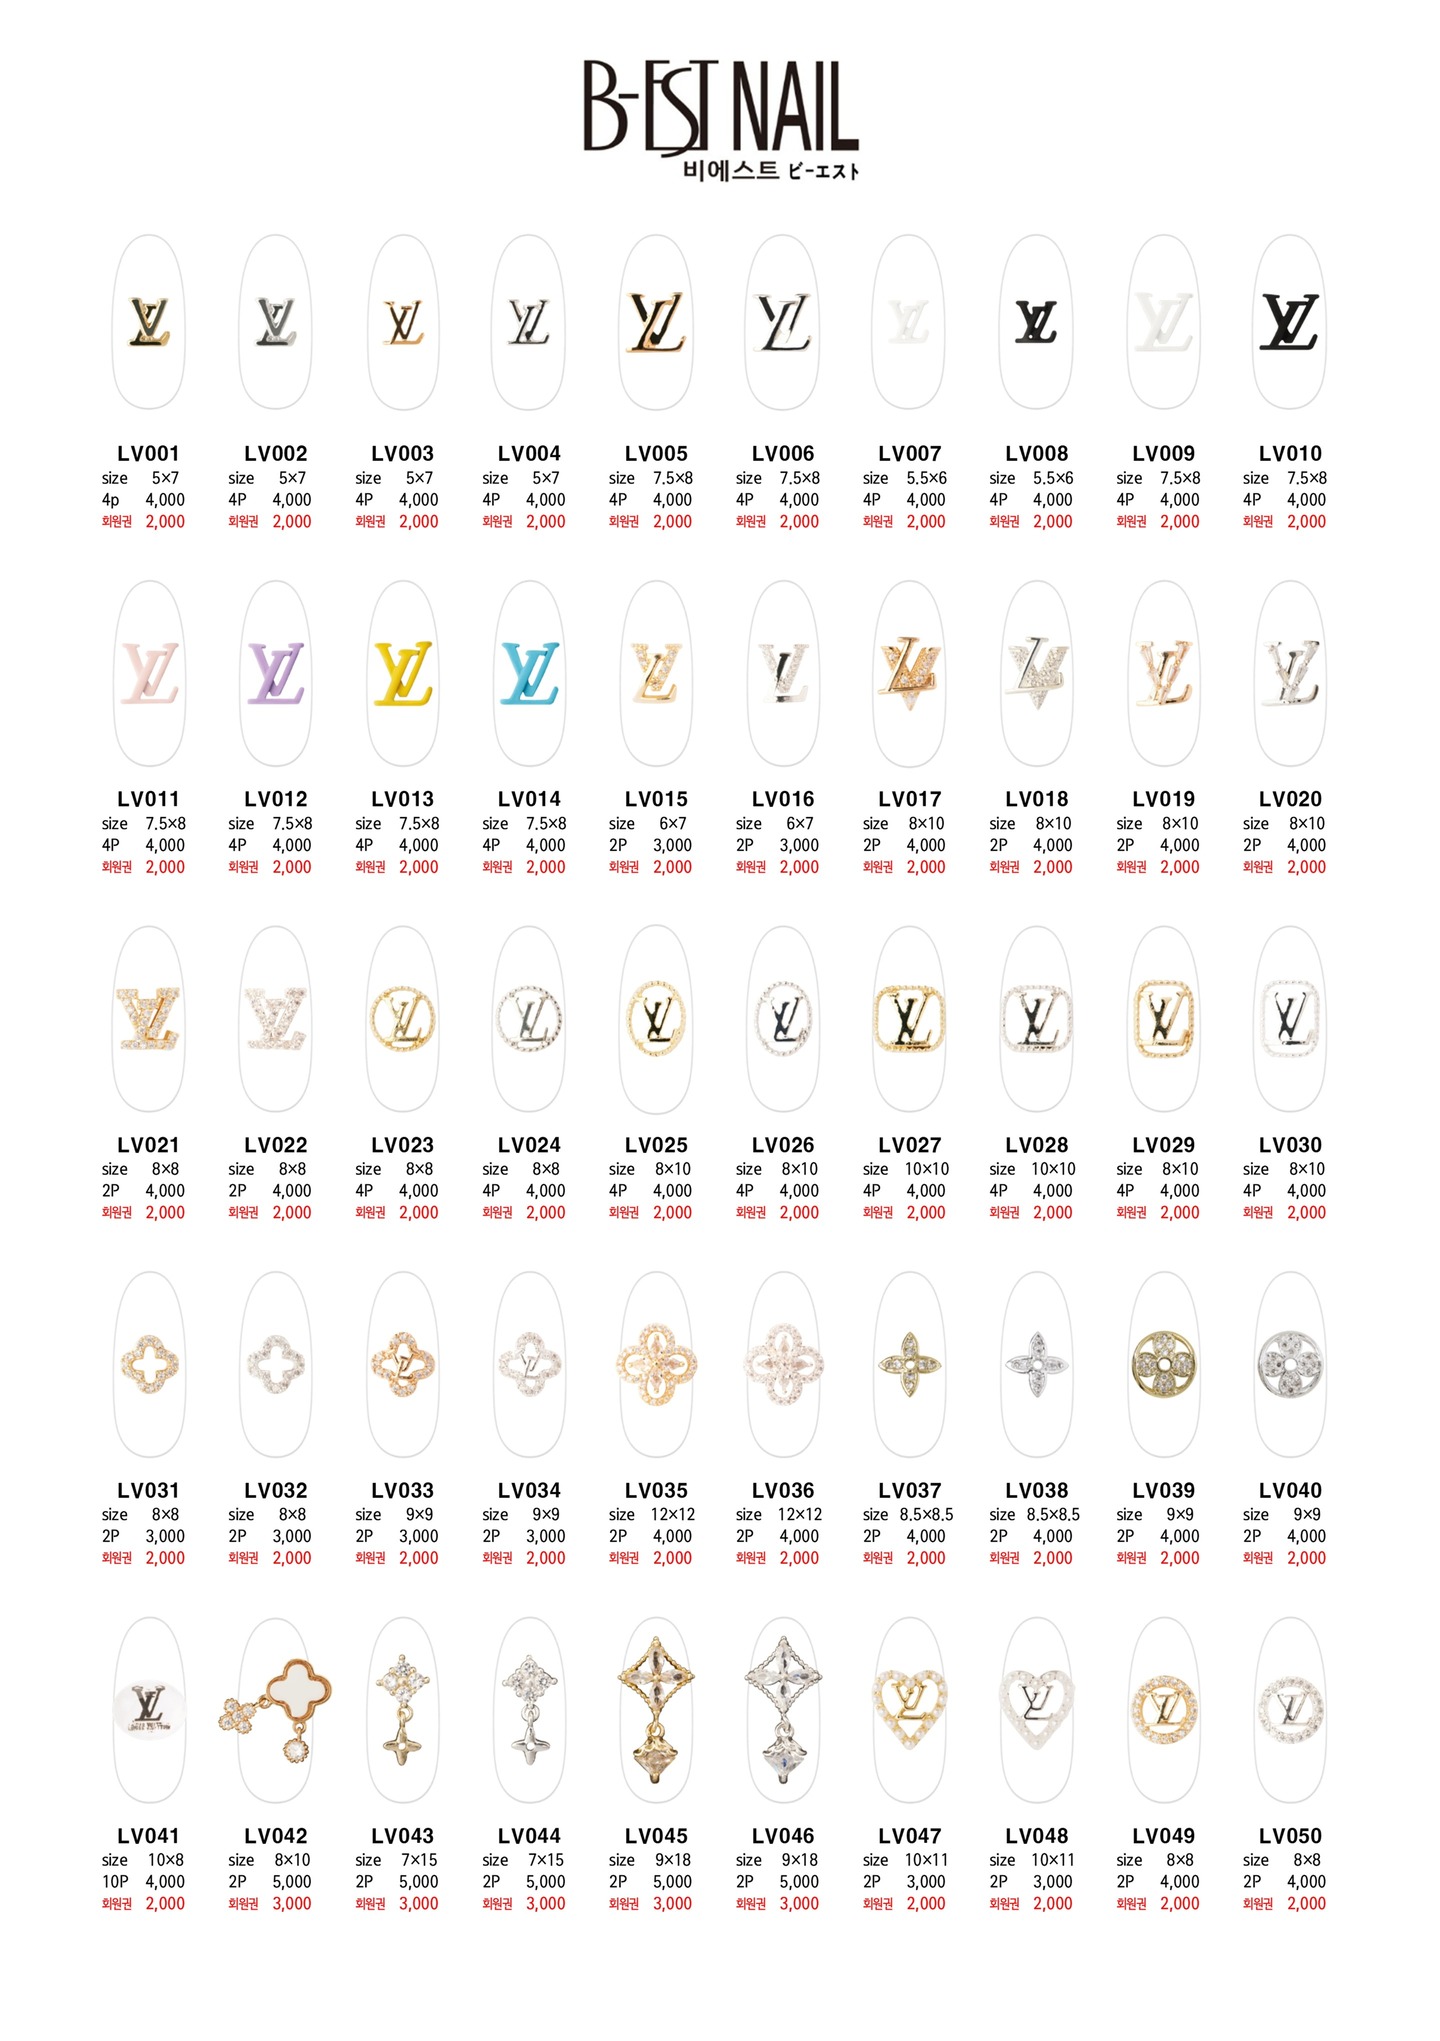 B-EST NAIL
비에스트 ビーエスト
LV001 LV002 LV003 LV004 LV005 LV006 LV007 LV008 LV009 LV010
size 5×7 size 5×7 size 5×7 size 5×7 size 7.5×8 size 7.5×8 size 5.5×6 size 5.5×6 size 7.5×8 size 7.5×8
4p 4,000 4P 4,000 4P 4,000 4P 4,000 4P 4,000 4P 4,000 4P 4,000 4P 4,000 4P 4,000 4P 4,000
회원권 2,000 회원권 2,000 회원권 2,000 회원권 2,000 회원권 2,000 회원권 2,000 회원권 2,000 회원권 2,000 회원권 2,000 회원권 2,000
LV011 LV012 LV013 LV014 LV015 LV016 LV017 LV018 LV019 LV020
size 7.5×8 size 7.5×8 size 7.5×8 size 7.5×8 size 6×7 size 6×7 size 8×10 size 8×10 size 8×10 size 8×10
4P 4,000 4P 4,000 4P 4,000 4P 4,000 2P 3,000 2P 3,000 2P 4,000 2P 4,000 2P 4,000 2P 4,000
회원권 2,000 회원권 2,000 회원권 2,000 회원권 2,000 회원권 2,000 회원권 2,000 회원권 2,000 회원권 2,000 회원권 2,000 회원권 2,000
LV021 LV022 LV023 LV024 LV025 LV026 LV027 LV028 LV029 LV030
size 8×8 size 8×8 size 8×8 size 8×8 size 8×10 size 8×10 size 10×10 size 10×10 size 8×10 size 8×10
2P 4,000 2P 4,000 4P 4,000 4P 4,000 4P 4,000 4P 4,000 4P 4,000 4P 4,000 4P 4,000 4P 4,000
회원권 2,000 회원권 2,000 회원권 2,000 회원권 2,000 회원권 2,000 회원권 2,000 회원권 2,000 회원권 2,000 회원권 2,000 회원권 2,000
LV031 LV032 LV033 LV034 LV035 LV036 LV037 LV038 LV039 LV040
size 8×8 size 8×8 size 9×9 size 9×9 size 12×12 size 12×12 size 8.5×8.5 size 8.5×8.5 size 9×9 size 9×9
2P 3,000 2P 3,000 2P 3,000 2P 3,000 2P 4,000 2P 4,000 2P 4,000 2P 4,000 2P 4,000 2P 4,000
회원권 2,000 회원권 2,000 회원권 2,000 회원권 2,000 회원권 2,000 회원권 2,000 회원권 2,000 회원권 2,000 회원권 2,000 회원권 2,000
LV041 LV042 LV043 LV044 LV045 LV046 LV047 LV048 LV049 LV050
size 10×8 size 8×10 size 7×15 size 7×15 size 9×18 size 9×18 size 10×11 size 10×11 size 8×8 size 8×8
10P 4,000 2P 5,000 2P 5,000 2P 5,000 2P 5,000 2P 5,000 2P 3,000 2P 3,000 2P 4,000 2P 4,000
회원권 2,000 회원권 3,000 회원권 3,000 회원권 3,000 회원권 3,000 회원권 3,000 회원권 2,000 회원권 2,000 회원권 2,000 회원권 2,000